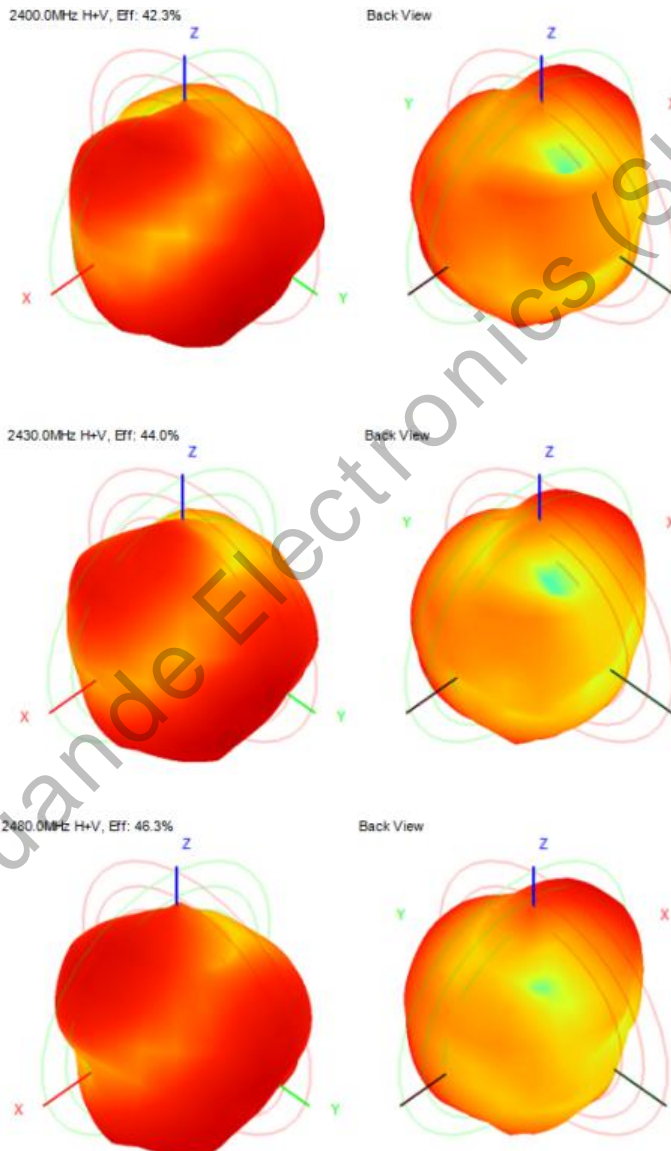 2400.0MHz H+V, Eff: 42.3% Back View
Z Z
Y X
X Y
2430.0MHz H+V, Eff: 44.0% Back View
Z Z
Y X
X Y
2480.0MHz H+V, Eff: 46.3% Back View
Z Z
Y X
X Y
Electronics